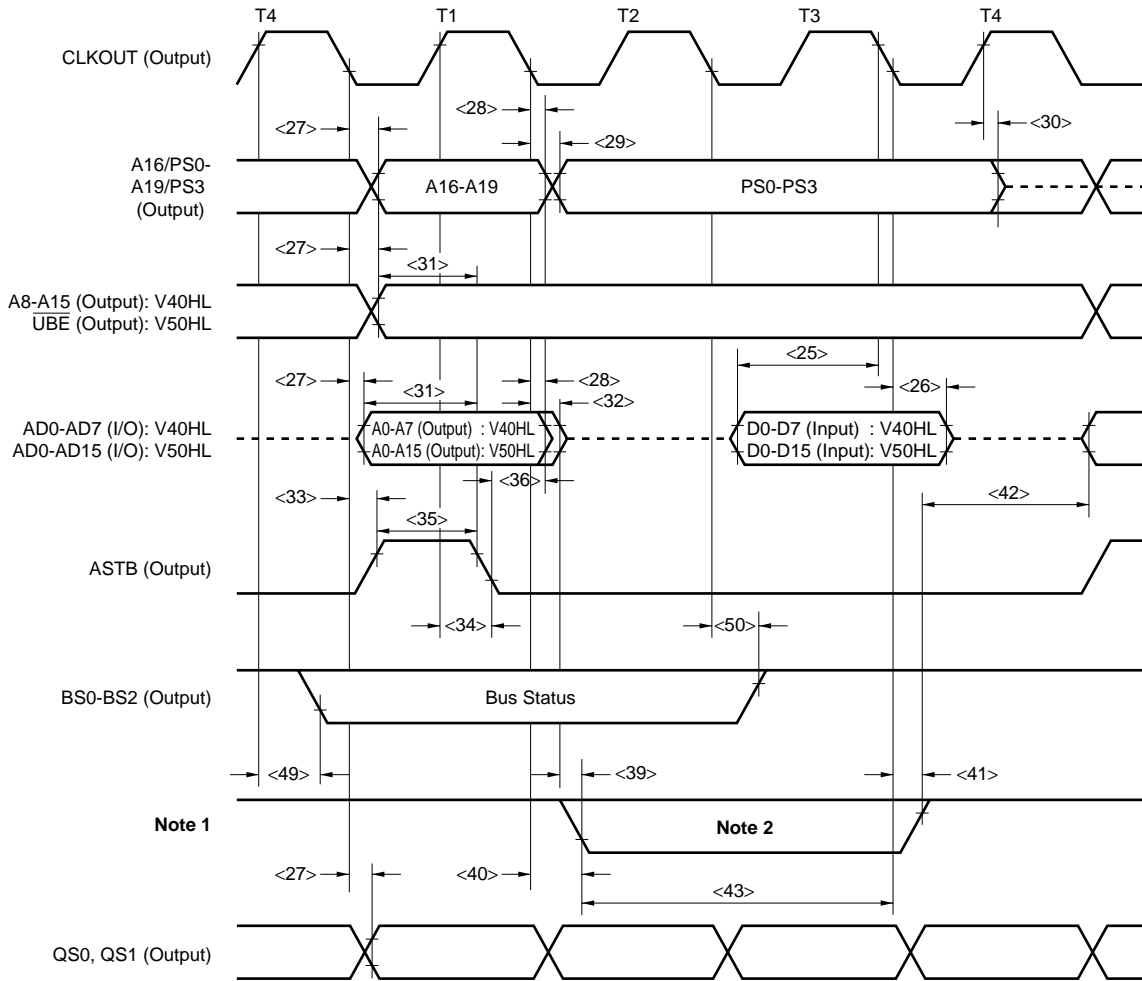 T4 T1 T2 T3 T4
CLKOUT (Output)
<28>
<27> <30>
<29>
A16/PS0-
A19/PS3
(Output)
A16-A19 PS0-PS3
<27>
<31>
A8-A15 (Output): V40HL
UBE (Output): V50HL
<25>
<27> <31> <28> <26>
<32>
AD0-AD7 (I/O): V40HL
AD0-AD15 (I/O): V50HL
A0-A7 (Output) : V40HL
A0-A15 (Output): V50HL
D0-D7 (Input) : V40HL
D0-D15 (Input): V50HL
<36>
<33> <42>
<35>
ASTB (Output)
<34> <50>
BS0-BS2 (Output) Bus Status
<49> <39> <41>
Note 1 Note 2
<27> <40>
<43>
QS0, QS1 (Output)